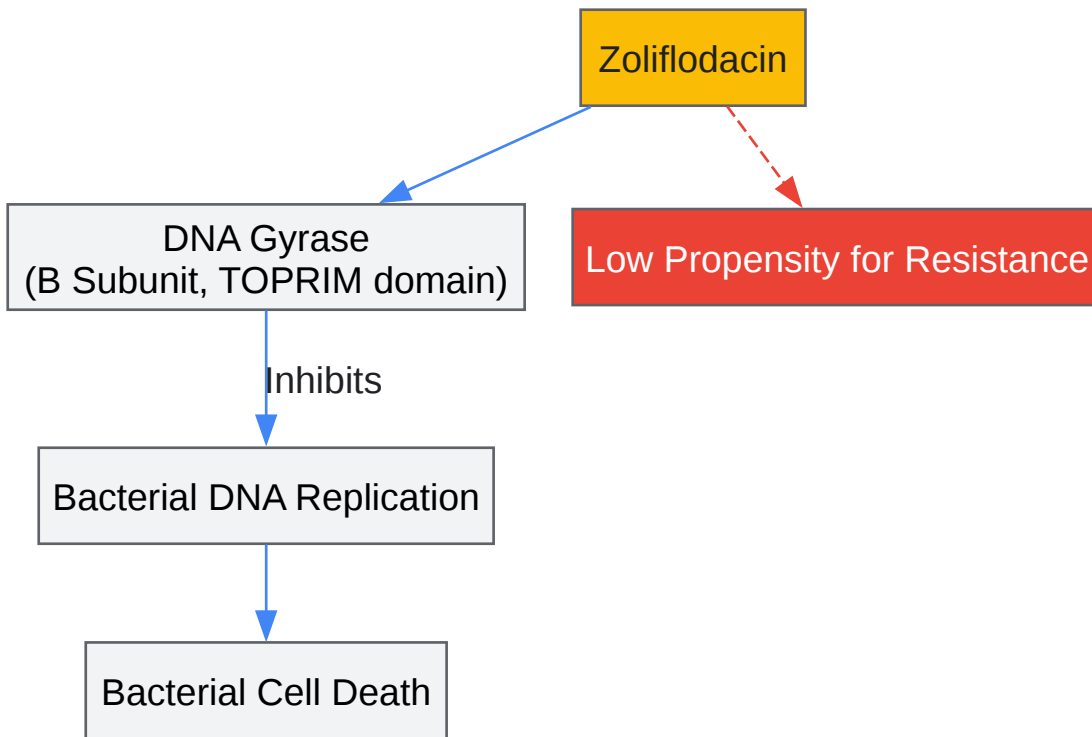 Zoliflodacin
DNA Gyrase
(B Subunit, TOPRIM domain)
Low Propensity for Resistance
Inhibits
Bacterial DNA Replication
Bacterial Cell Death